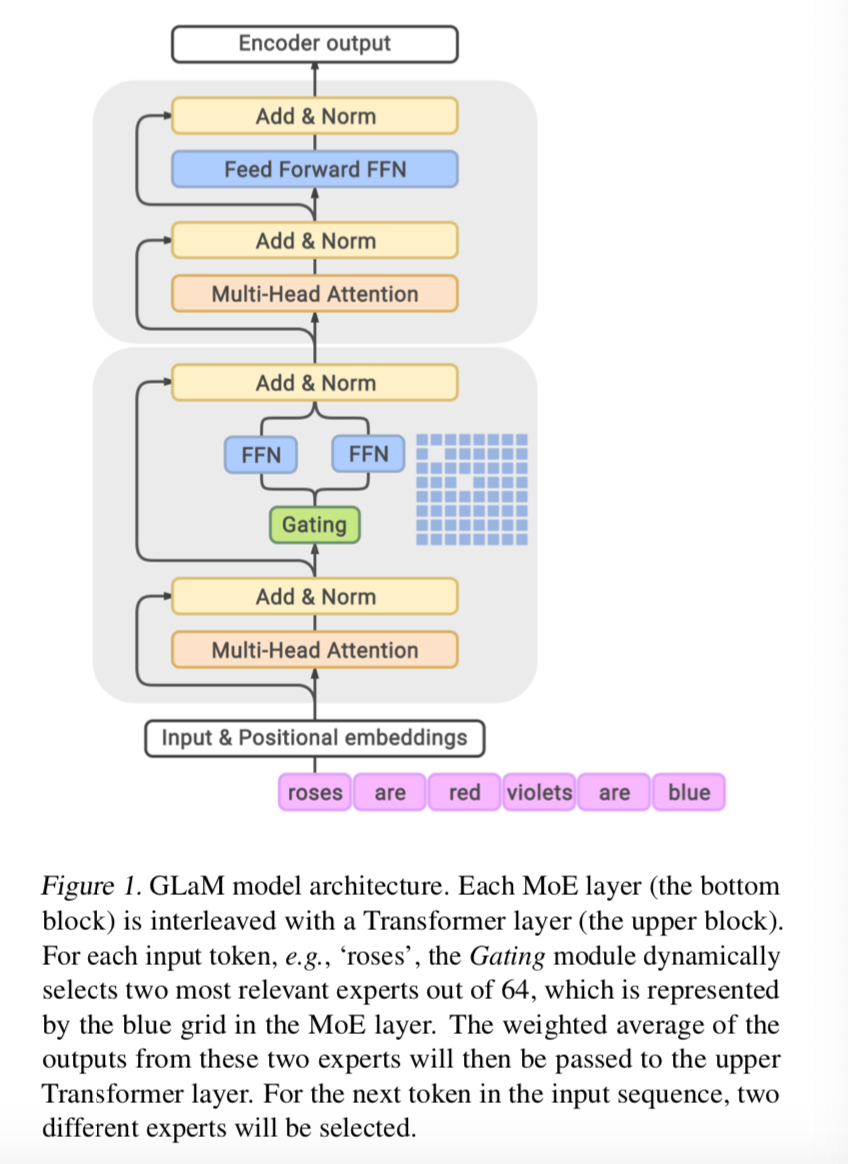 Encoder output
Add & Norm
Feed Forward FFN
Add & Norm
Multi-Head Attention
Add & Norm
FFN FFN
Gating
Add & Norm
Multi-Head Attention
Input & Positional embeddings
roses are red violets are blue
Figure 1. GLaM model architecture. Each MoE layer (the bottom
block) is interleaved with a Transformer layer (the upper block).
For each input token, e.g., ‘roses’, the Gating module dynamically
selects two most relevant experts out of 64, which is represented
by the blue grid in the MoE layer. The weighted average of the
outputs from these two experts will then be passed to the upper
Transformer layer. For the next token in the input sequence, two
different experts will be selected.